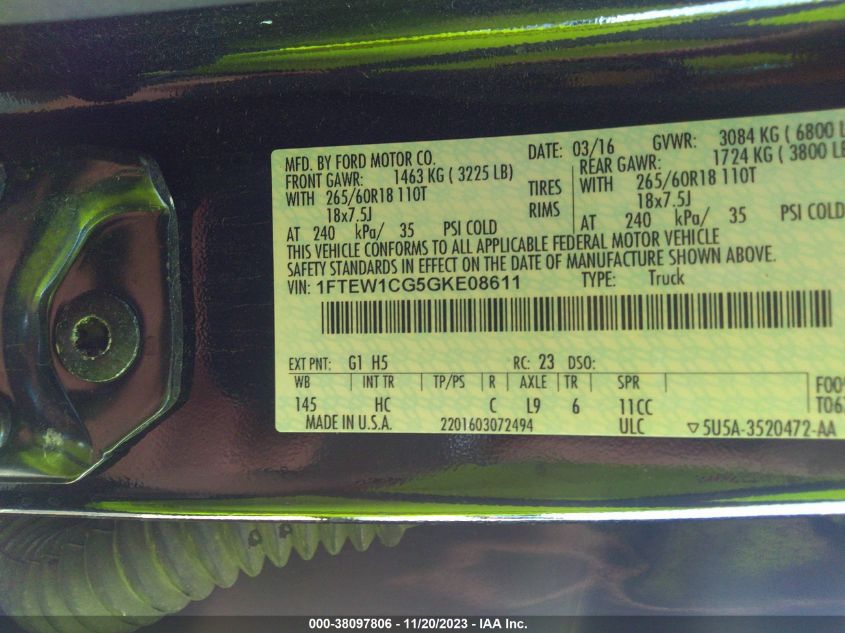 MFD. BY FORD MOTOR CO. DATE: 03/16 GVWR: 3084 KG ( 6800 L
FRONT GAWR: 1463 KG ( 3225 LB) REAR GAWR: 1724 KG ( 3800 LB
WITH 265/60R18 110T TIRES WITH 265/60R18 110T
18x7.5J RIMS 18x7.5J
AT 240 kPa/ 35 PSI COLD AT 240 kPa/ 35 PSI COLD
THIS VEHICLE CONFORMS TO ALL APPLICABLE FEDERAL MOTOR VEHICLE
SAFETY STANDARDS IN EFFECT ON THE DATE OF MANUFACTURE SHOWN ABOVE.
VIN: 1FTEW1CG5GKE08611 TYPE: Truck
EXT PNT: G1 H5 RC: 23 DSO:
WB INT TR TP/PS R AXLE TR SPR
145 HC C L9 6 11CC
F009
T067
MADE IN U.S.A. 2201603072494 ULC ▽5U5A-3520472-AA
000-38097806 - 11/20/2023 - IAA Inc.